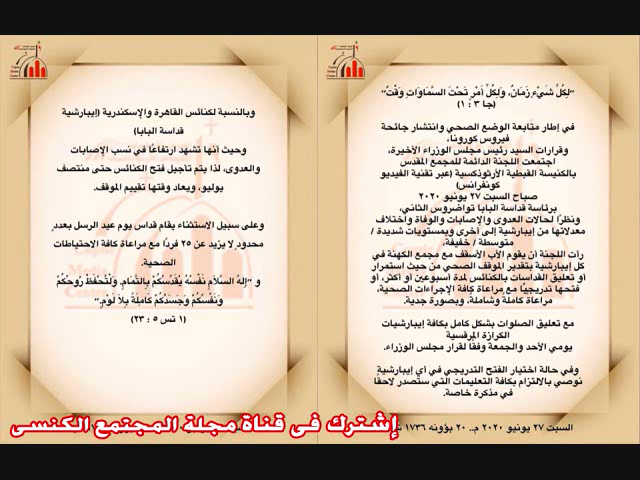 "لِكُلِّ شَيْءٍ زَمَانٌ، وَلِكُلِّ أَمْرٍ تَحْتَ السَّمَاوَاتِ وَقْتٌ"
(جا ٣ : ١)
في إطار متابعة الوضع الصحي وانتشار جائحة
فيروس كورونا،
وقرارات السيد رئيس مجلس الوزراء الأخيرة،
اجتمعت اللجنة الدائمة للمجمع المقدس
بالكنيسة القبطية الأرثوذكسية (عبر تقنية الفيديو
كونفرانس)
صباح السبت ٢٧ يونيو ٢٠٢٠
برئاسة قداسة البابا تواضروس الثاني،
ونظرًا لحالات العدوى والإصابات والوفاة واختلاف
معدلاتها من إيبارشية إلى أخرى وبمستويات شديدة /
متوسطة / خفيفة،
رأت اللجنة أن يقوم الأب الأسقف مع مجمع الكهنة في
كل إيبارشية بتقدير الموقف الصحي من حيث استمرار
أو تعليق القداسات بالكنائس لمدة أسبوعين أو أكثر، أو
فتحها تدريجيًا مع مراعاة كافة الإجراءات الصحية،
مراعاة كاملة وشاملة، وبصورة جدية.
مع تعليق الصلوات بشكل كامل بكافة إيبارشيات
الكرازة المرقسية
يومي الأحد والجمعة وفقًا لقرار مجلس الوزراء.
وفي حالة اختيار الفتح التدريجي في أي إيبارشية
نوصي بالالتزام بكافة التعليمات التي ستصدر لاحقًا
في مذكرة خاصة.
السبت ٢٧ يونيو ٢٠٢٠ م.. ٢٠ بؤونه ١٧٣٦
وبالنسبة لكنائس القاهرة والإسكندرية (إيبارشية
قداسة البابا)
وحيث أنها تشهد ارتفاعًا في نسب الإصابات
والعدوى، لذا يتم تأجيل فتح الكنائس حتى منتصف
يوليو، ويعاد وقتها تقييم الموقف.
وعلى سبيل الاستثناء يقام قداس يوم عيد الرسل بعددٍ
محدودٍ لا يزيد عن ٢٥ فردًا مع مراعاة كافة الاحتياطات
الصحية.
و "إِلهُ السَّلاَمِ نَفْسُهُ يُقَدِّسُكُمْ بِالتَّمَامِ. وَلْتُحْفَظْ رُوحُكُمْ
وَنَفْسُكُمْ وَجَسَدُكُمْ كَامِلَةً بِلاَ لَوْمٍ."
(١ تس ٥ : ٢٣)
إشترك فى قناة مجلة المجتمع الكنسى